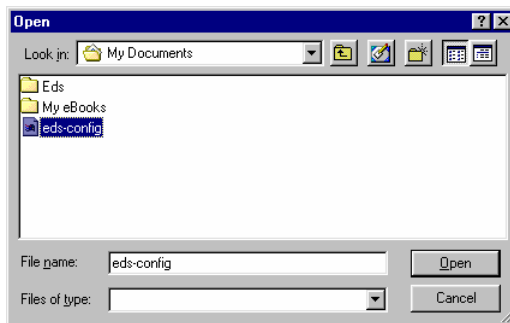 Open
Look in: My Documents
Eds
My eBooks
eds-config
File name: eds-config Open
Files of type: Cancel